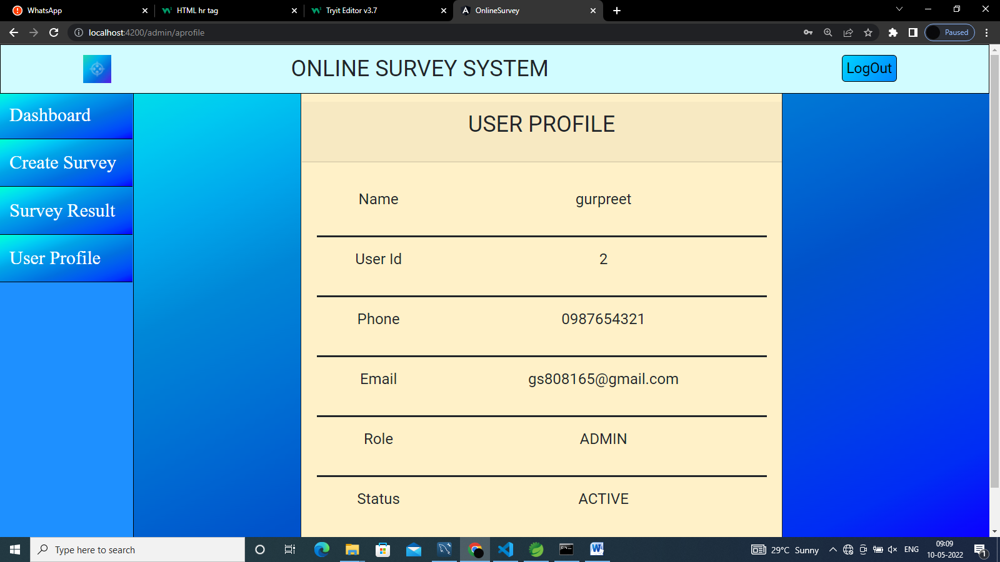 WhatsApp
HTML hr tag
Tryit Editor v3.7
OnlineSurvey
localhost:4200/admin/aprofile
Paused
ONLINE SURVEY SYSTEM
LogOut
Dashboard
Create Survey
Survey Result
User Profile
USER PROFILE
Name gurpreet
User Id 2
Phone 0987654321
Email gs808165@gmail.com
Role ADMIN
Status ACTIVE
Type here to search
29°C Sunny
ENG
09:09
10-05-2022
1